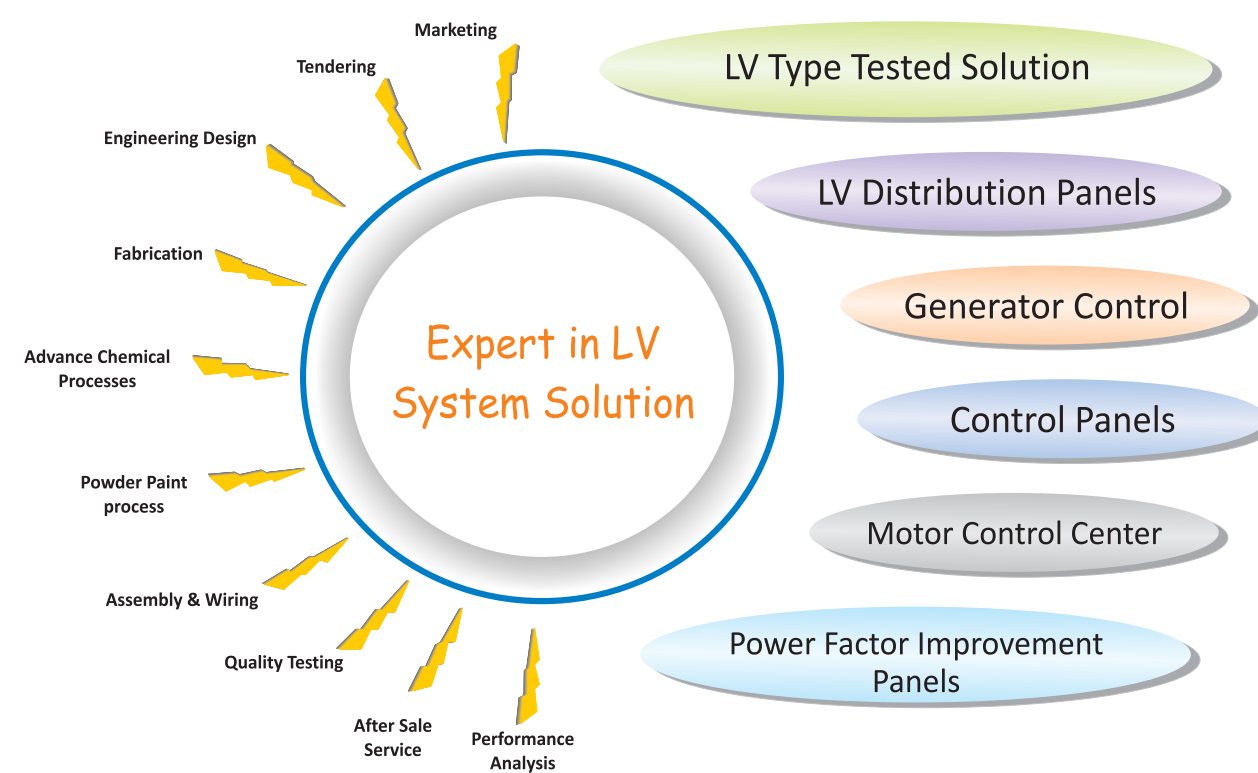 Marketing
Tendering
Engineering Design
Fabrication
Advance Chemical
Processes
Powder Paint
process
Assembly & Wiring
Quality Testing
After Sale
Service
Performance
Analysis
Expert in LV
System Solution
LV Type Tested Solution
LV Distribution Panels
Generator Control
Control Panels
Motor Control Center
Power Factor Improvement
Panels